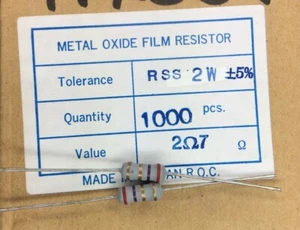 METAL OXIDE FILM RESISTOR
Tolerance RSS 2W ±5%
Quantity 1000 pcs.
Value 2Ω7 Ω
MADE R.O.C.